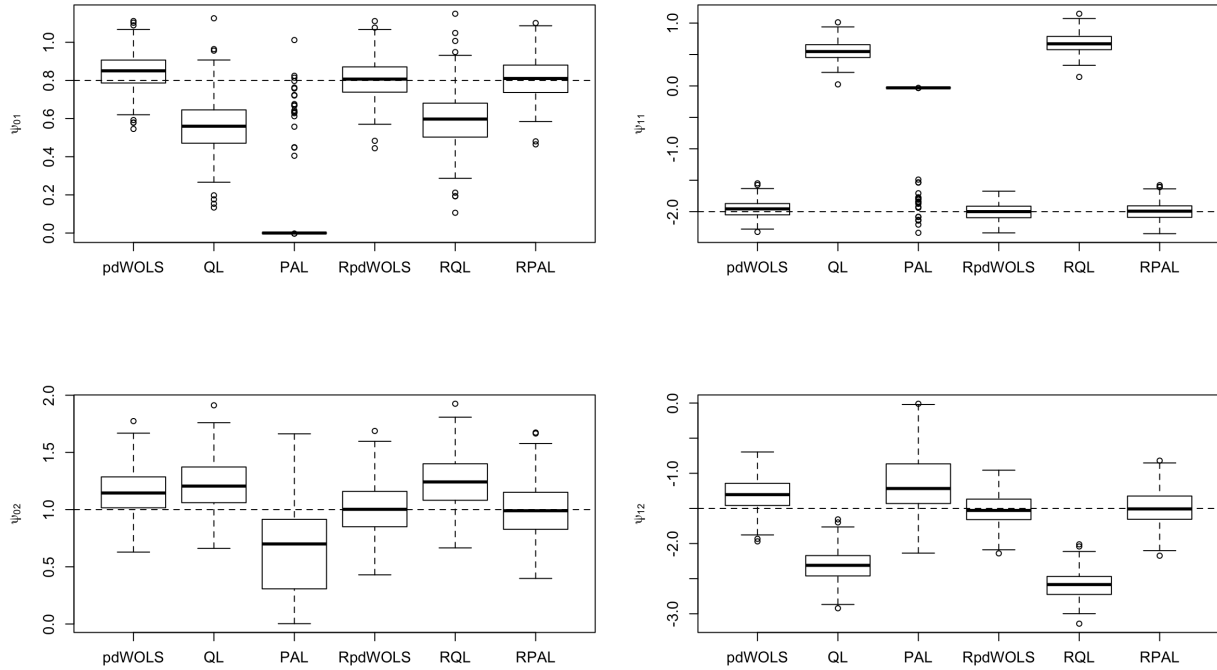 ψ01
0.0 0.2 0.4 0.6 0.8 1.0
pdWOLS QL PAL RpdWOLS RQL RPAL
ψ11
-2.0 -1.0 0.0 1.0
pdWOLS QL PAL RpdWOLS RQL RPAL
ψ02
0.0 0.5 1.0 1.5 2.0
pdWOLS QL PAL RpdWOLS RQL RPAL
ψ12
-3.0 -2.0 -1.0 0.0
pdWOLS QL PAL RpdWOLS RQL RPAL